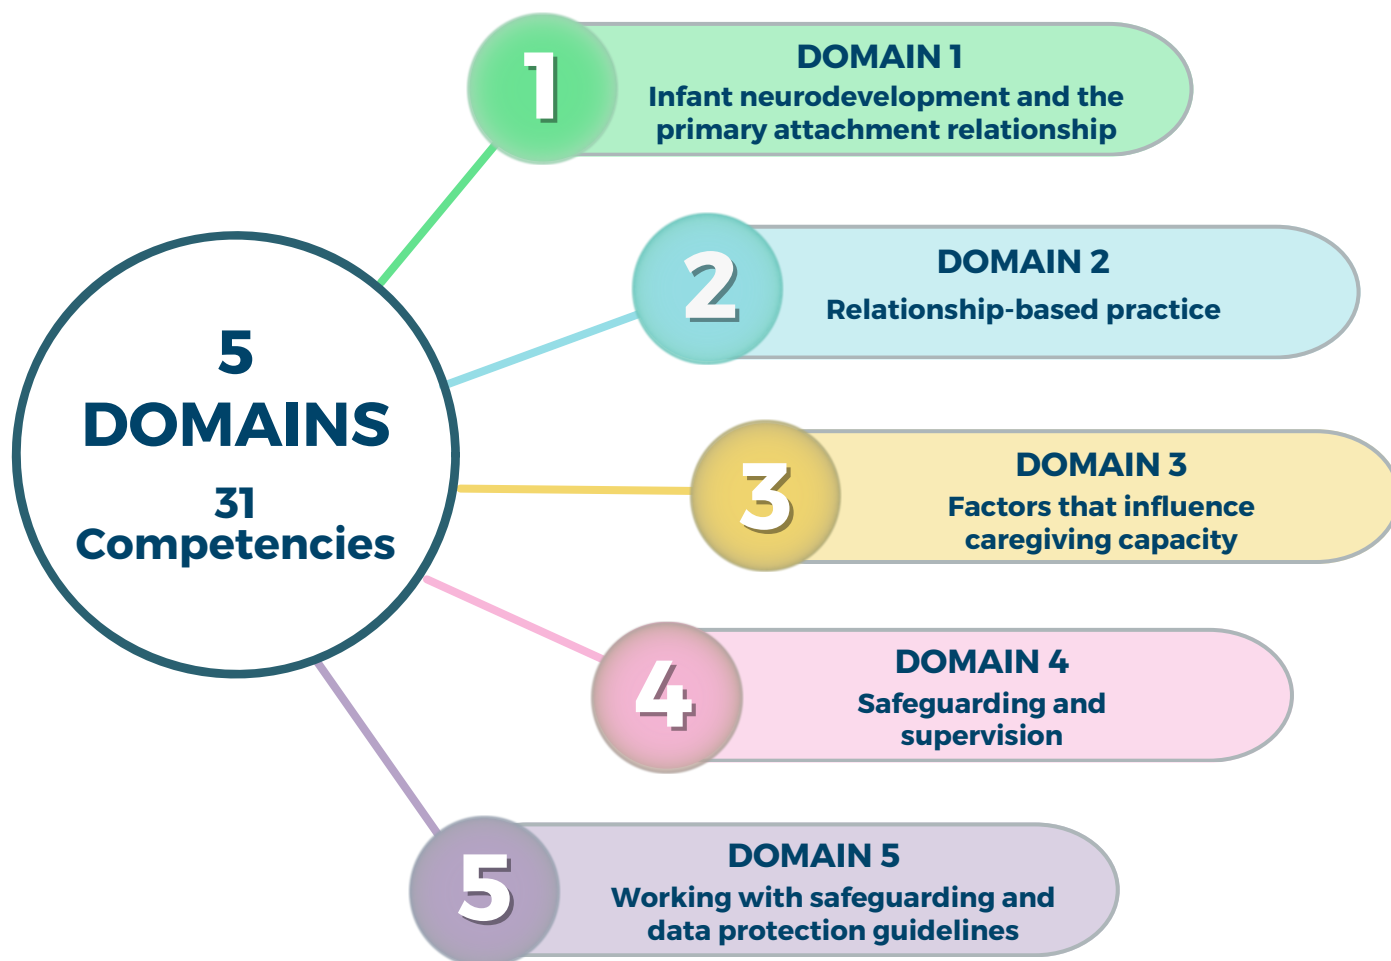 5
DOMAINS
31
Competencies
1
DOMAIN 1
Infant neurodevelopment and the
primary attachment relationship
2
DOMAIN 2
Relationship-based practice
3
DOMAIN 3
Factors that influence
caregiving capacity
4
DOMAIN 4
Safeguarding and
supervision
5
DOMAIN 5
Working with safeguarding and
data protection guidelines